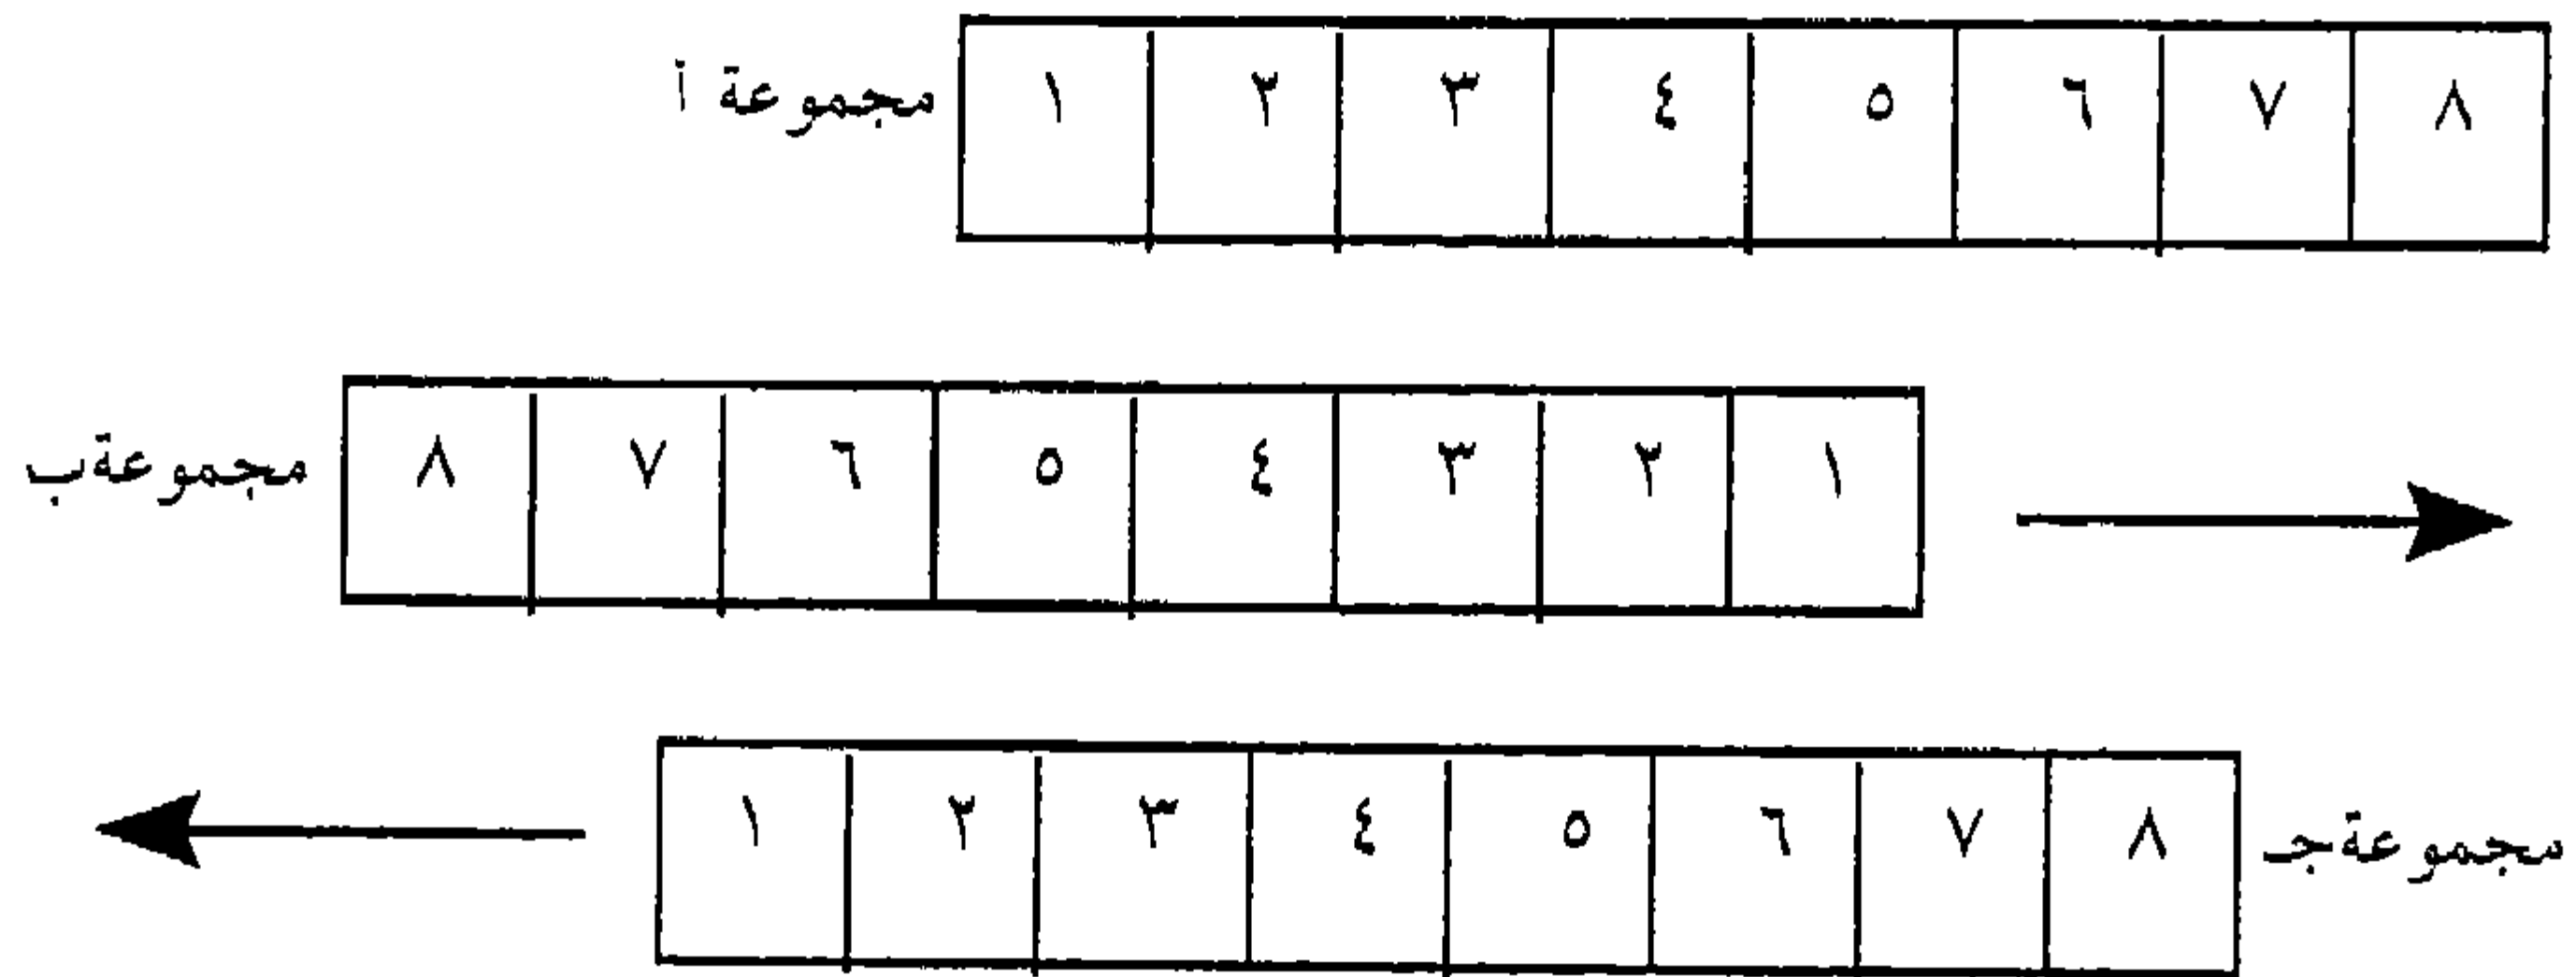 مجموعة أ ١ ٢ ٣ ٤ ٥ ٦ ٧ ٨
مجموعة ب ٨ ٧ ٦ ٥ ٤ ٣ ٢ ١
١ ٢ ٣ ٤ ٥ ٦ ٧ ٨ مجموعة جـ